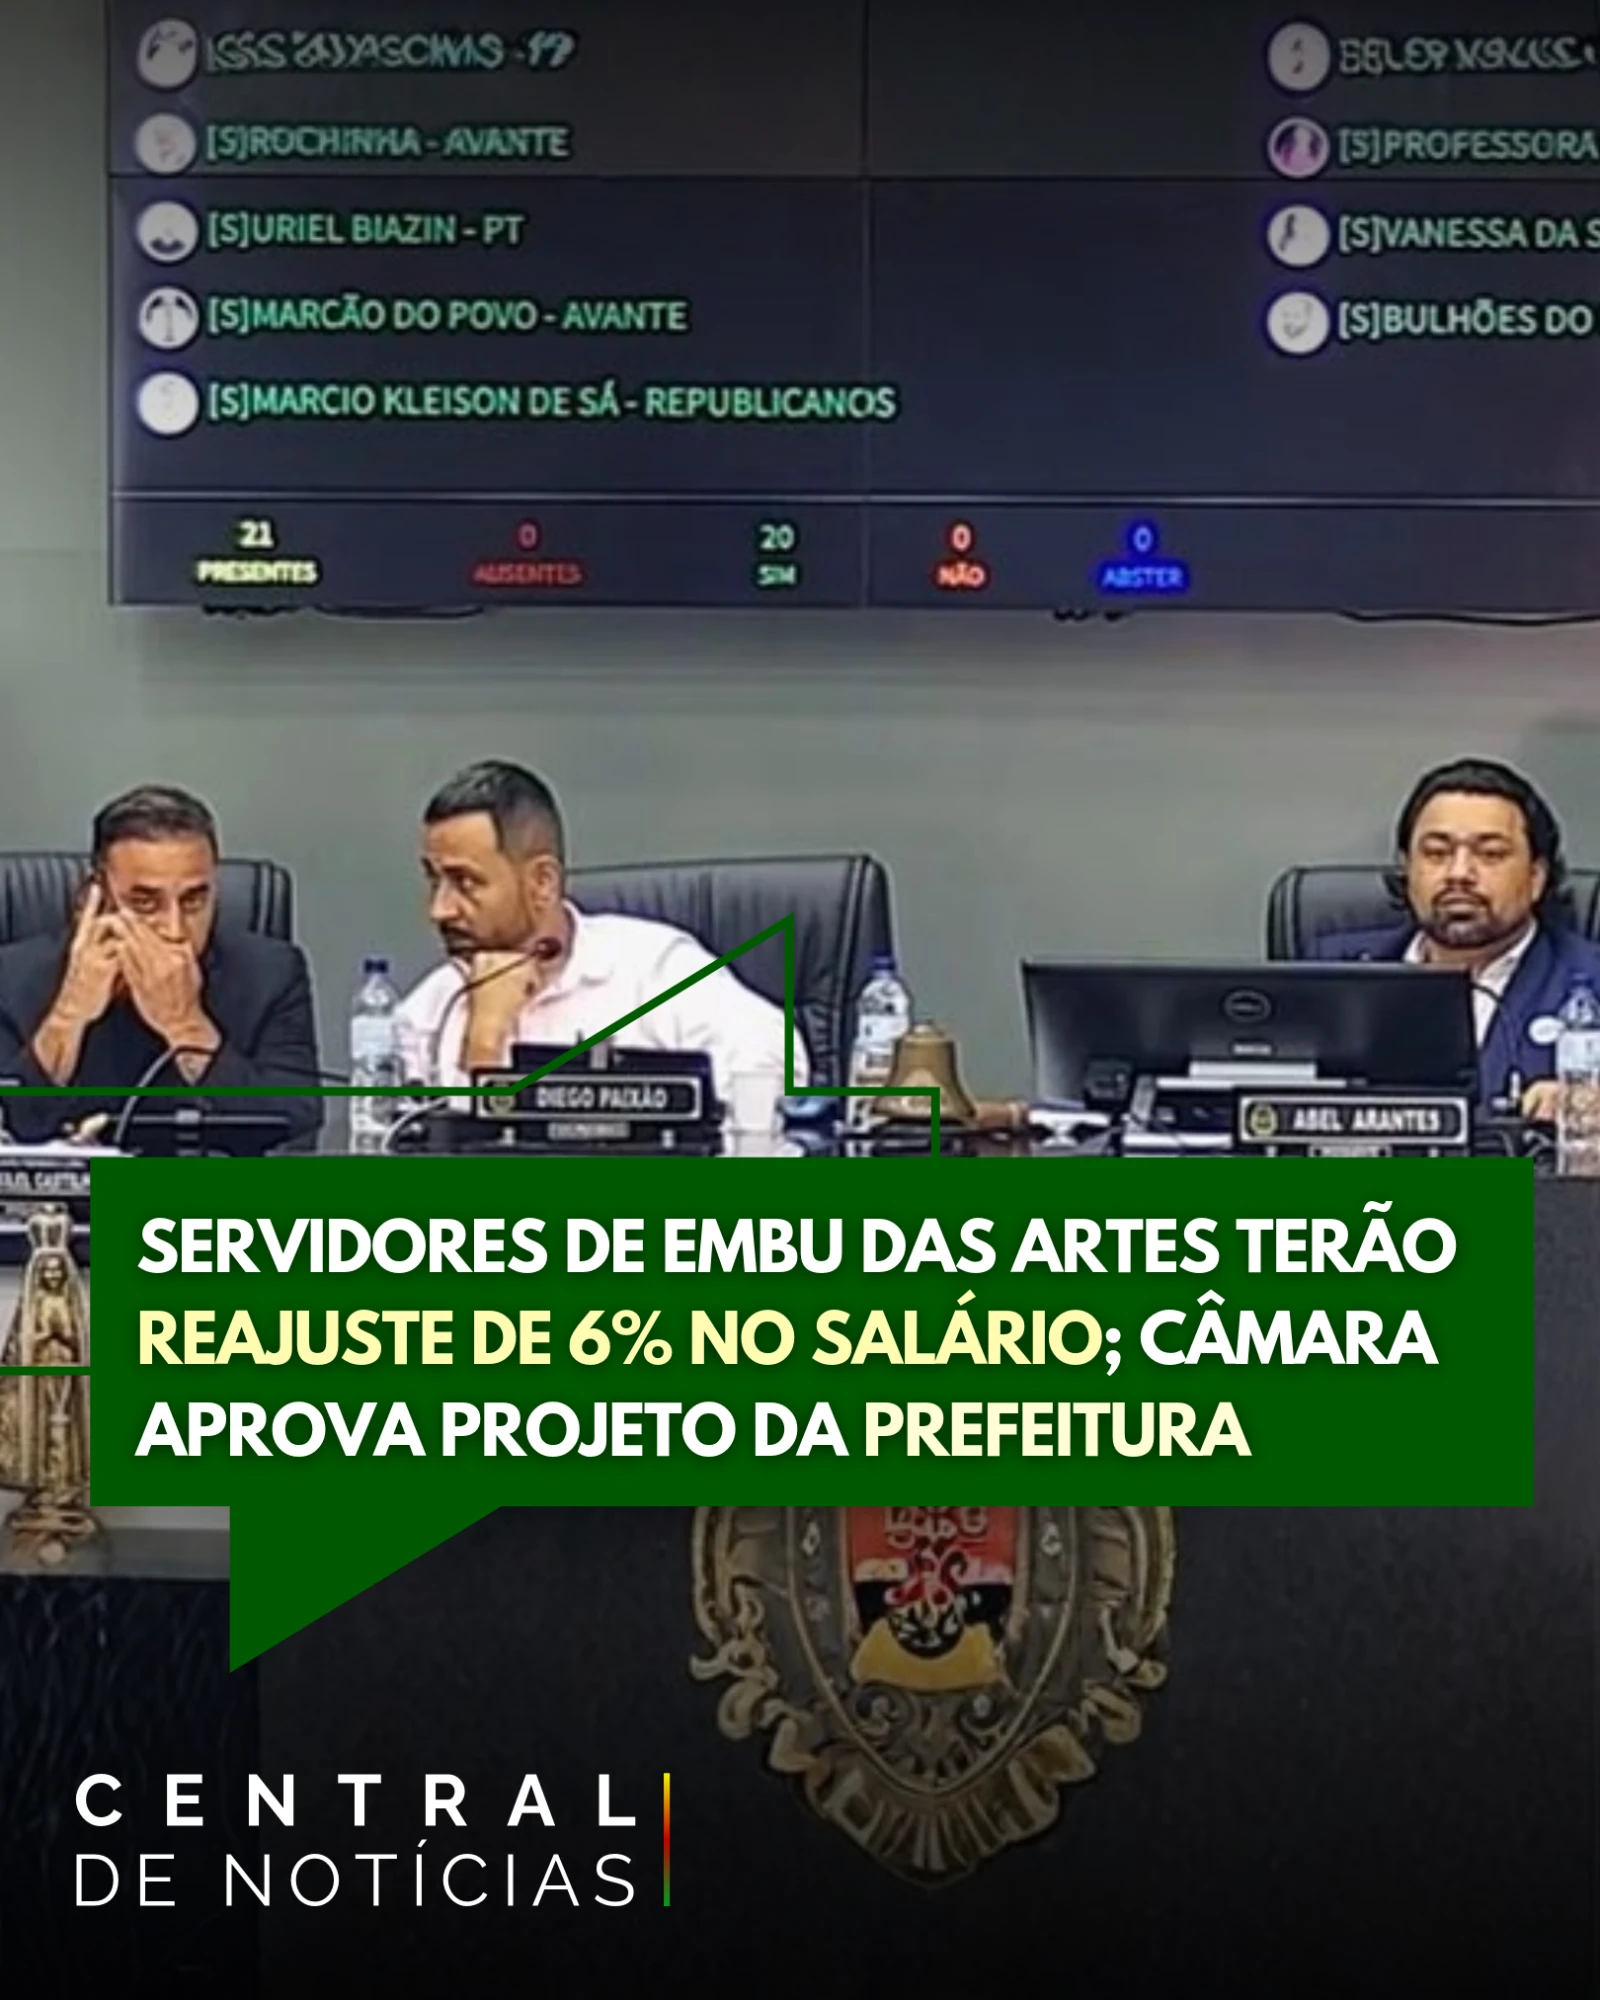 [S]ROCHINHA - AVANTE
[S]PROFESSORA
[S]URIEL BIAZIN - PT
[S]VANESSA DA S
[S]MARCÃO DO POVO - AVANTE
[S]BULHÕES DO
[S]MARCIO KLEISON DE SÁ - REPUBLICANOS
21 0 20 0 0
PRESENTES AUSENTES SIM NÃO ABSTER
DELL
DIEGO PAIXÃO
ABEL ARANTES
SERVIDORES DE EMBU DAS ARTES TERÃO
REAJUSTE DE 6% NO SALÁRIO; CÂMARA
APROVA PROJETO DA PREFEITURA
CENTRAL
DE NOTÍCIAS